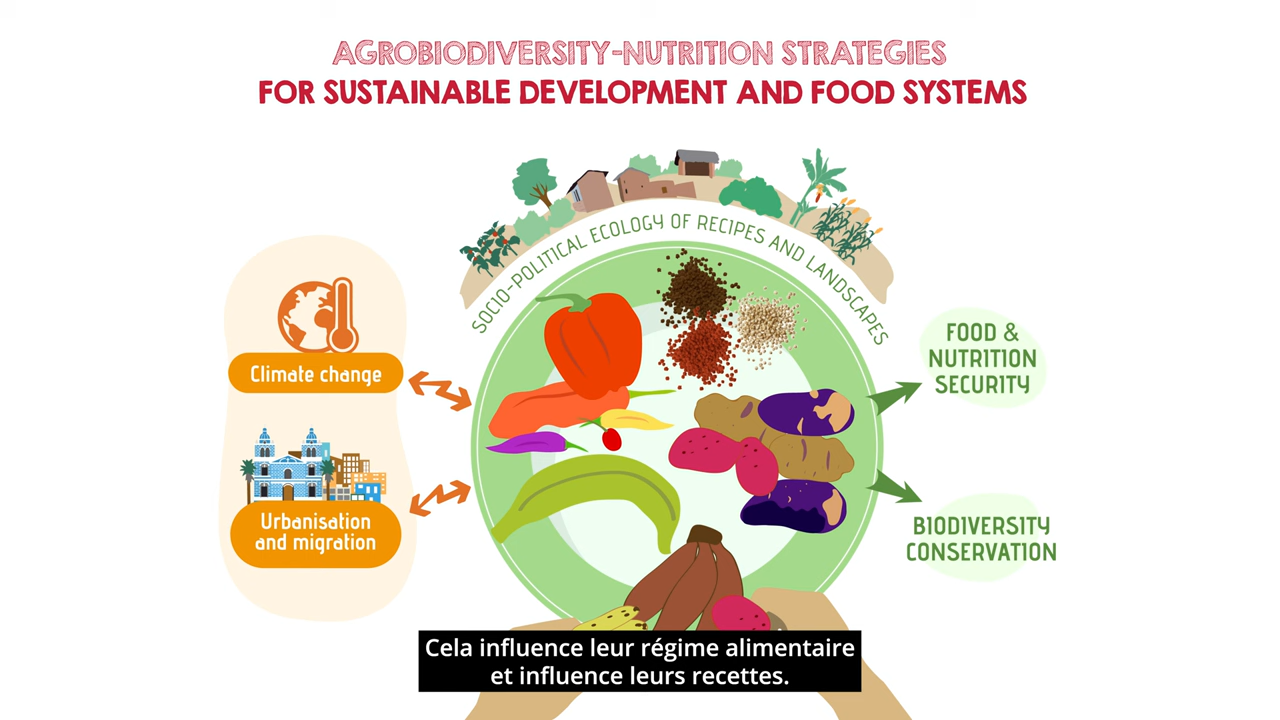 AGROBIODIVERSITY-NUTRITION STRATEGIES
FOR SUSTAINABLE DEVELOPMENT AND FOOD SYSTEMS
SOCIO-POLITICAL ECOLOGY OF RECIPES AND LANDSCAPES
Climate change
Urbanisation
and migration
FOOD &
NUTRITION
SECURITY
BIODIVERSITY
CONSERVATION
Cela influence leur régime alimentaire
et influence leurs recettes.